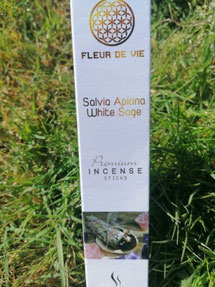 FLEUR DE VIE
Salvia Apiana
White Sage
Premium
INCENSE
STICKS